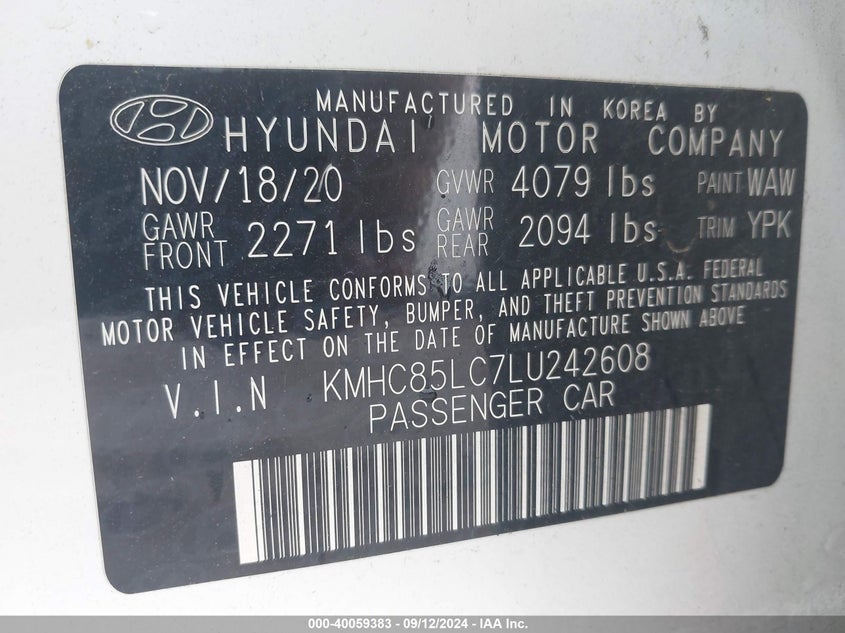 MANUFACTURED IN KOREA BY
HYUNDAI MOTOR COMPANY
NOV/18/20 GVWR 4079 lbs PAINT WAW
GAWR FRONT 2271 lbs GAWR REAR 2094 lbs TRIM YPK
THIS VEHICLE CONFORMS TO ALL APPLICABLE U.S.A. FEDERAL
MOTOR VEHICLE SAFETY, BUMPER, AND THEFT PREVENTION STANDARDS
IN EFFECT ON THE DATE OF MANUFACTURE SHOWN ABOVE
V.I.N KMHC85LC7LU242608
PASSENGER CAR
000-40059383 - 09/12/2024 - IAA Inc.